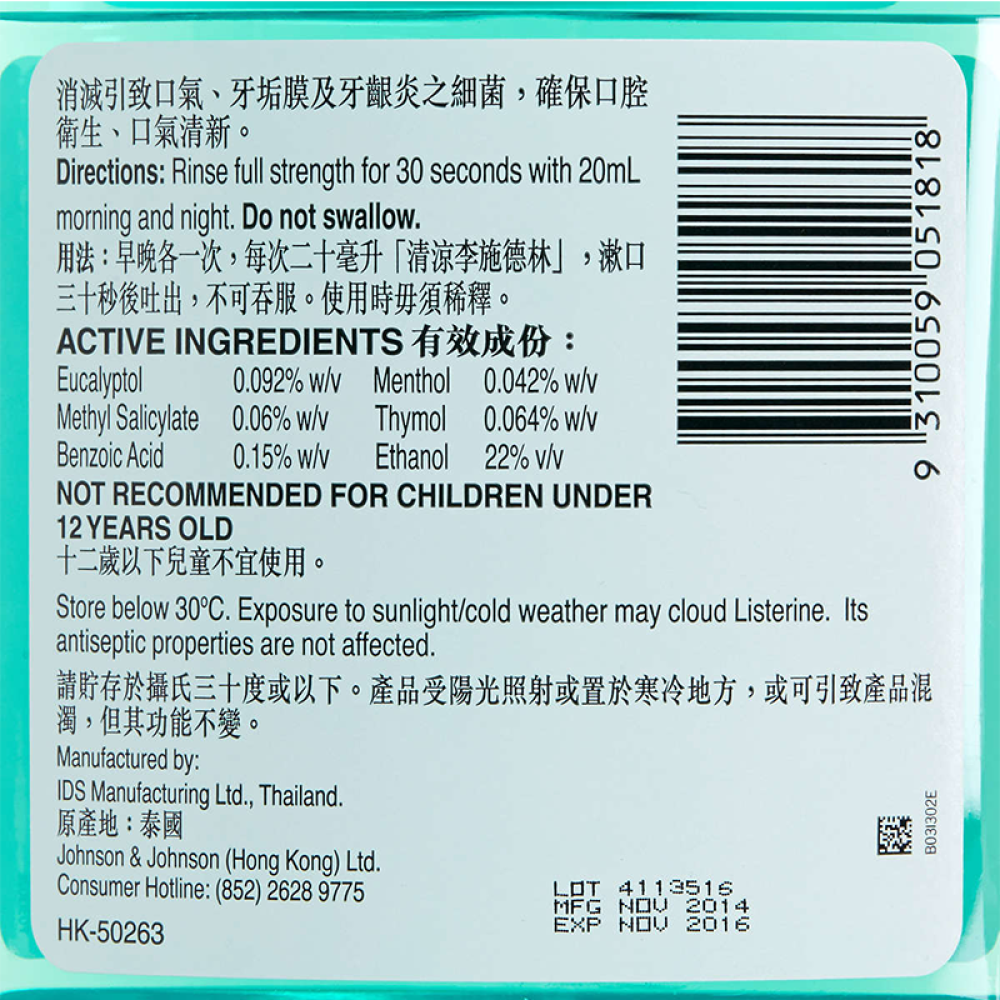 消滅引致口氣、牙垢膜及牙齦炎之細菌，確保口腔
衛生、口氣清新。
Directions: Rinse full strength for 30 seconds with 20mL
morning and night. Do not swallow.
用法：早晚各一次，每次二十毫升「清涼李施德林」，漱口
三十秒後吐出，不可吞服。使用時毋須稀釋。
ACTIVE INGREDIENTS 有效成份：
Eucalyptol 0.092% w/v Menthol 0.042% w/v
Methyl Salicylate 0.06% w/v Thymol 0.064% w/v
Benzoic Acid 0.15% w/v Ethanol 22% v/v
NOT RECOMMENDED FOR CHILDREN UNDER
12 YEARS OLD
十二歲以下兒童不宜使用。
Store below 30ºC. Exposure to sunlight/cold weather may cloud Listerine. Its
antiseptic properties are not affected.
請貯存於攝氏三十度或以下。產品受陽光照射或置於寒冷地方，或可引致產品混
濁，但其功能不變。
Manufactured by:
IDS Manufacturing Ltd., Thailand.
原產地：泰國
Johnson & Johnson (Hong Kong) Ltd.
Consumer Hotline: (852) 2628 9775
HK-50263
9 310059 051818
B03I302E
LOT 4113516
MFG NOV 2014
EXP NOV 2016